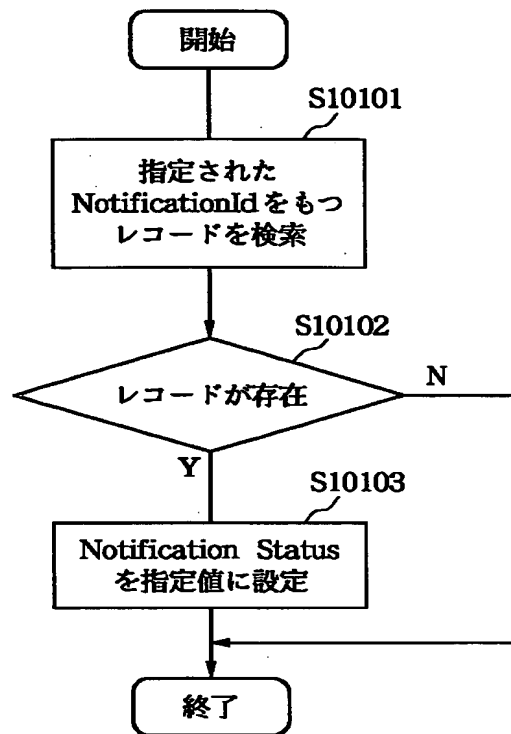 開始
S10101
指定された
NotificationIdをもつ
レコードを検索
S10102
レコードが存在
N
Y
S10103
Notification Status
を指定値に設定
終了